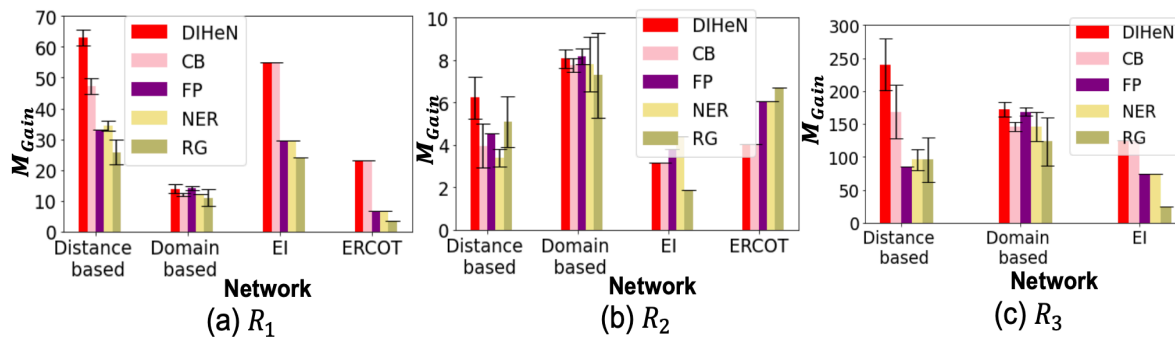 70
60
50
40
30
20
10
0
M_Gain
DIHeN
CB
FP
NER
RG
Distance based
Domain based
EI
ERCOT
Network
(a) R_1
10
8
6
4
2
0
M_Gain
DIHeN
CB
FP
NER
RG
Distance based
Domain based
EI
ERCOT
Network
(b) R_2
300
250
200
150
100
50
0
M_Gain
DIHeN
CB
FP
NER
RG
Distance based
Domain based
EI
Network
(c) R_3